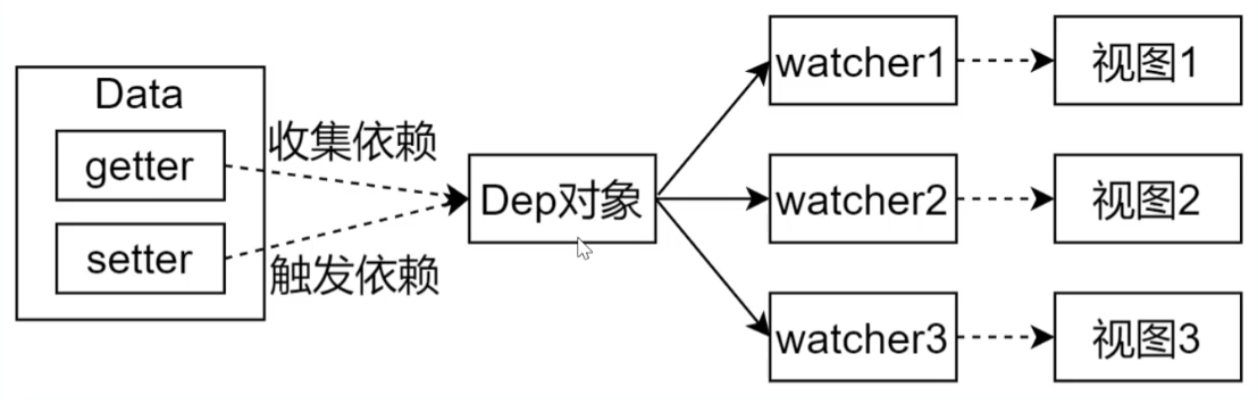 Data
getter
setter
收集依赖
触发依赖
Dep对象
watcher1
视图1
watcher2
视图2
watcher3
视图3